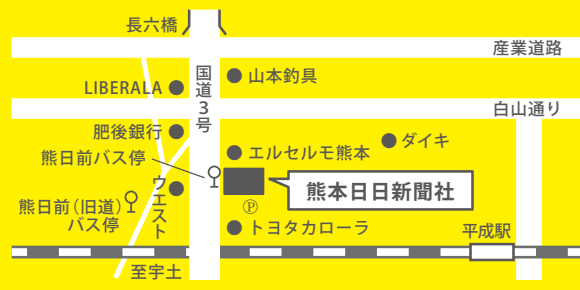 長六橋
産業道路
国道3号
山本釣具
LIBERALA
白山通り
肥後銀行
ダイキ
エルセルモ熊本
熊日前バス停
熊本日日新聞社
ウエスト
熊日前（旧道）
バス停
Ⓟ
トヨタカローラ
平成駅
至宇土